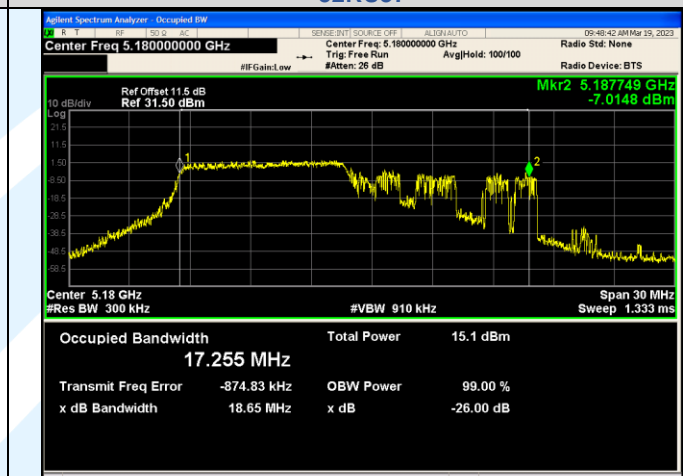 Agilent Spectrum Analyzer - Occupied BW
R T RF 50 Ω AC SENSE:INT SOURCE OFF ALIGN AUTO 09:48:42 AM Mar 19, 2023
Center Freq 5.180000000 GHz Center Freq: 5.180000000 GHz Radio Std: None
Trig: Free Run Avg|Hold: 100/100
#IFGain:Low #Atten: 26 dB Radio Device: BTS
Ref Offset 11.5 dB Mkr2 5.187749 GHz
10 dB/div Ref 31.50 dBm -7.0148 dBm
Log
21.5
11.5
1.50
-8.50
-18.5
-28.5
-38.5
-48.5
-58.5
1
2
Center 5.18 GHz Span 30 MHz
#Res BW 300 kHz #VBW 910 kHz Sweep 1.333 ms
Occupied Bandwidth Total Power 15.1 dBm
17.255 MHz
Transmit Freq Error -874.83 kHz OBW Power 99.00 %
x dB Bandwidth 18.65 MHz x dB -26.00 dB